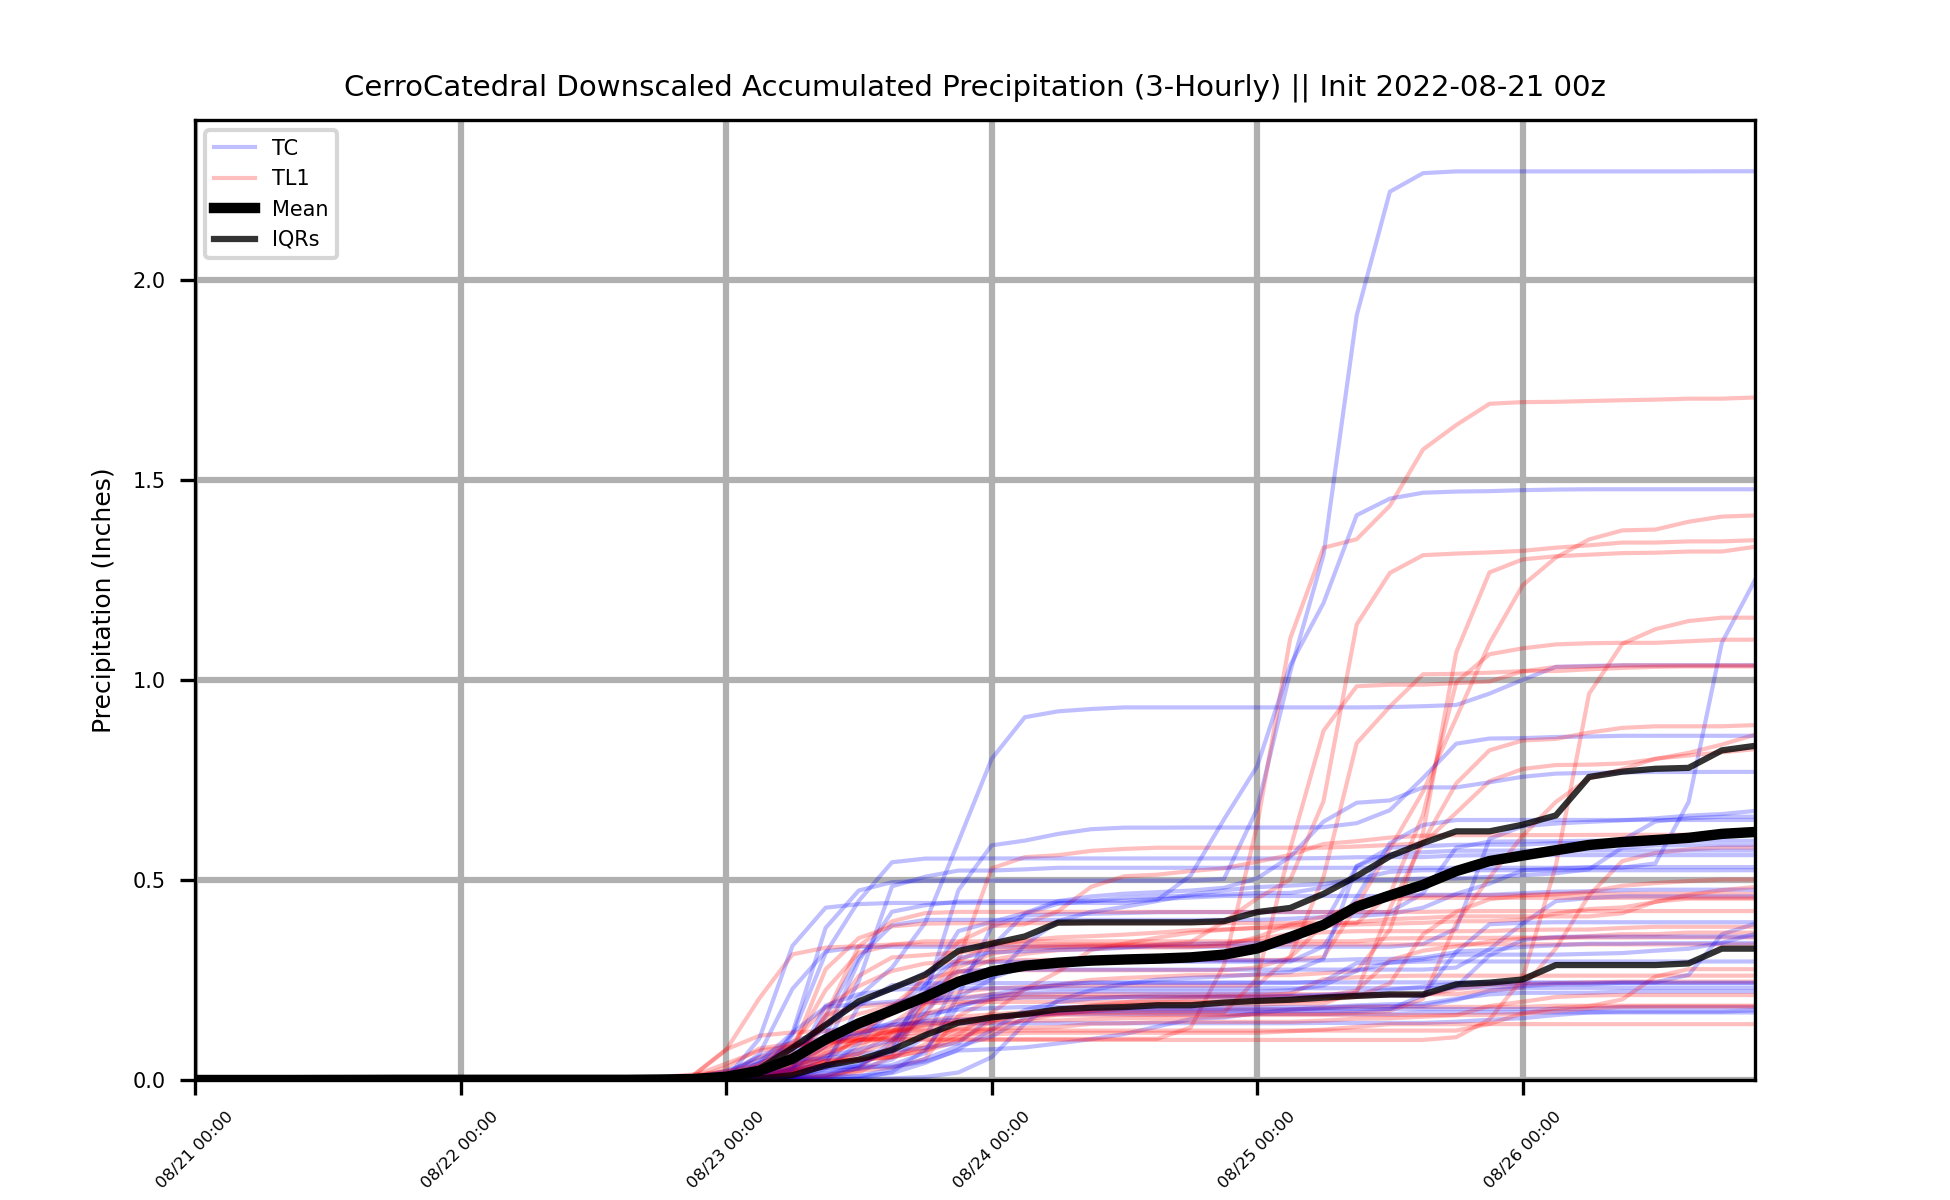 CerroCatedral Downscaled Accumulated Precipitation (3-Hourly) || Init 2022-08-21 00z
TC
TL1
Mean
IQRs
Precipitation (Inches)
2.0
1.5
1.0
0.5
0.0
08/21 00:00
08/22 00:00
08/23 00:00
08/24 00:00
08/25 00:00
08/26 00:00